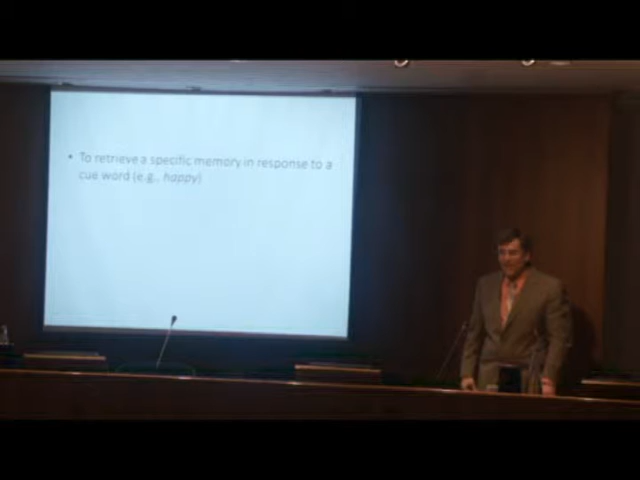 • To retrieve a specific memory in response to a
cue word (e.g., happy)